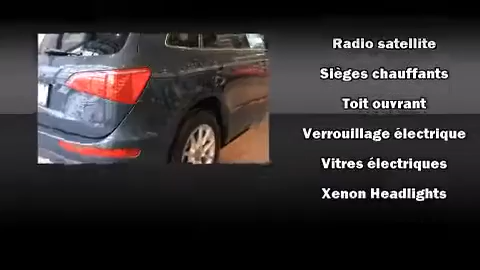 Radio satellite
Sièges chauffants
Toit ouvrant
Verrouillage électrique
Vitres électriques
Xenon Headlights